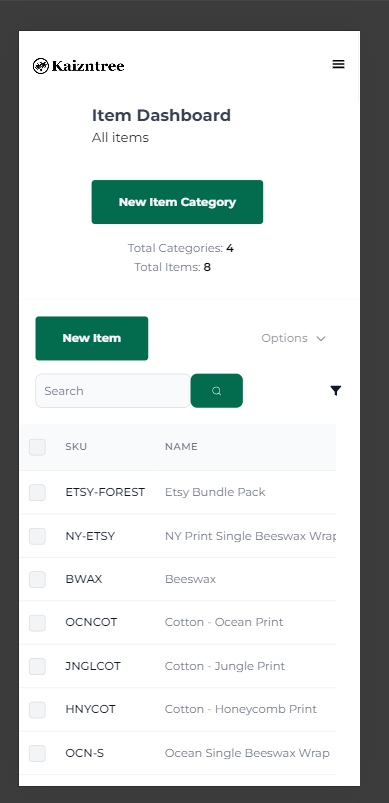 Kaizntree
Item Dashboard
All items
New Item Category
Total Categories: 4
Total Items: 8
New Item Options
Search
SKU NAME
ETSY-FOREST Etsy Bundle Pack
NY-ETSY NY Print Single Beeswax Wrap
BWAX Beeswax
OCNCOT Cotton - Ocean Print
JNGLCOT Cotton - Jungle Print
HNYCOT Cotton - Honeycomb Print
OCN-S Ocean Single Beeswax Wrap